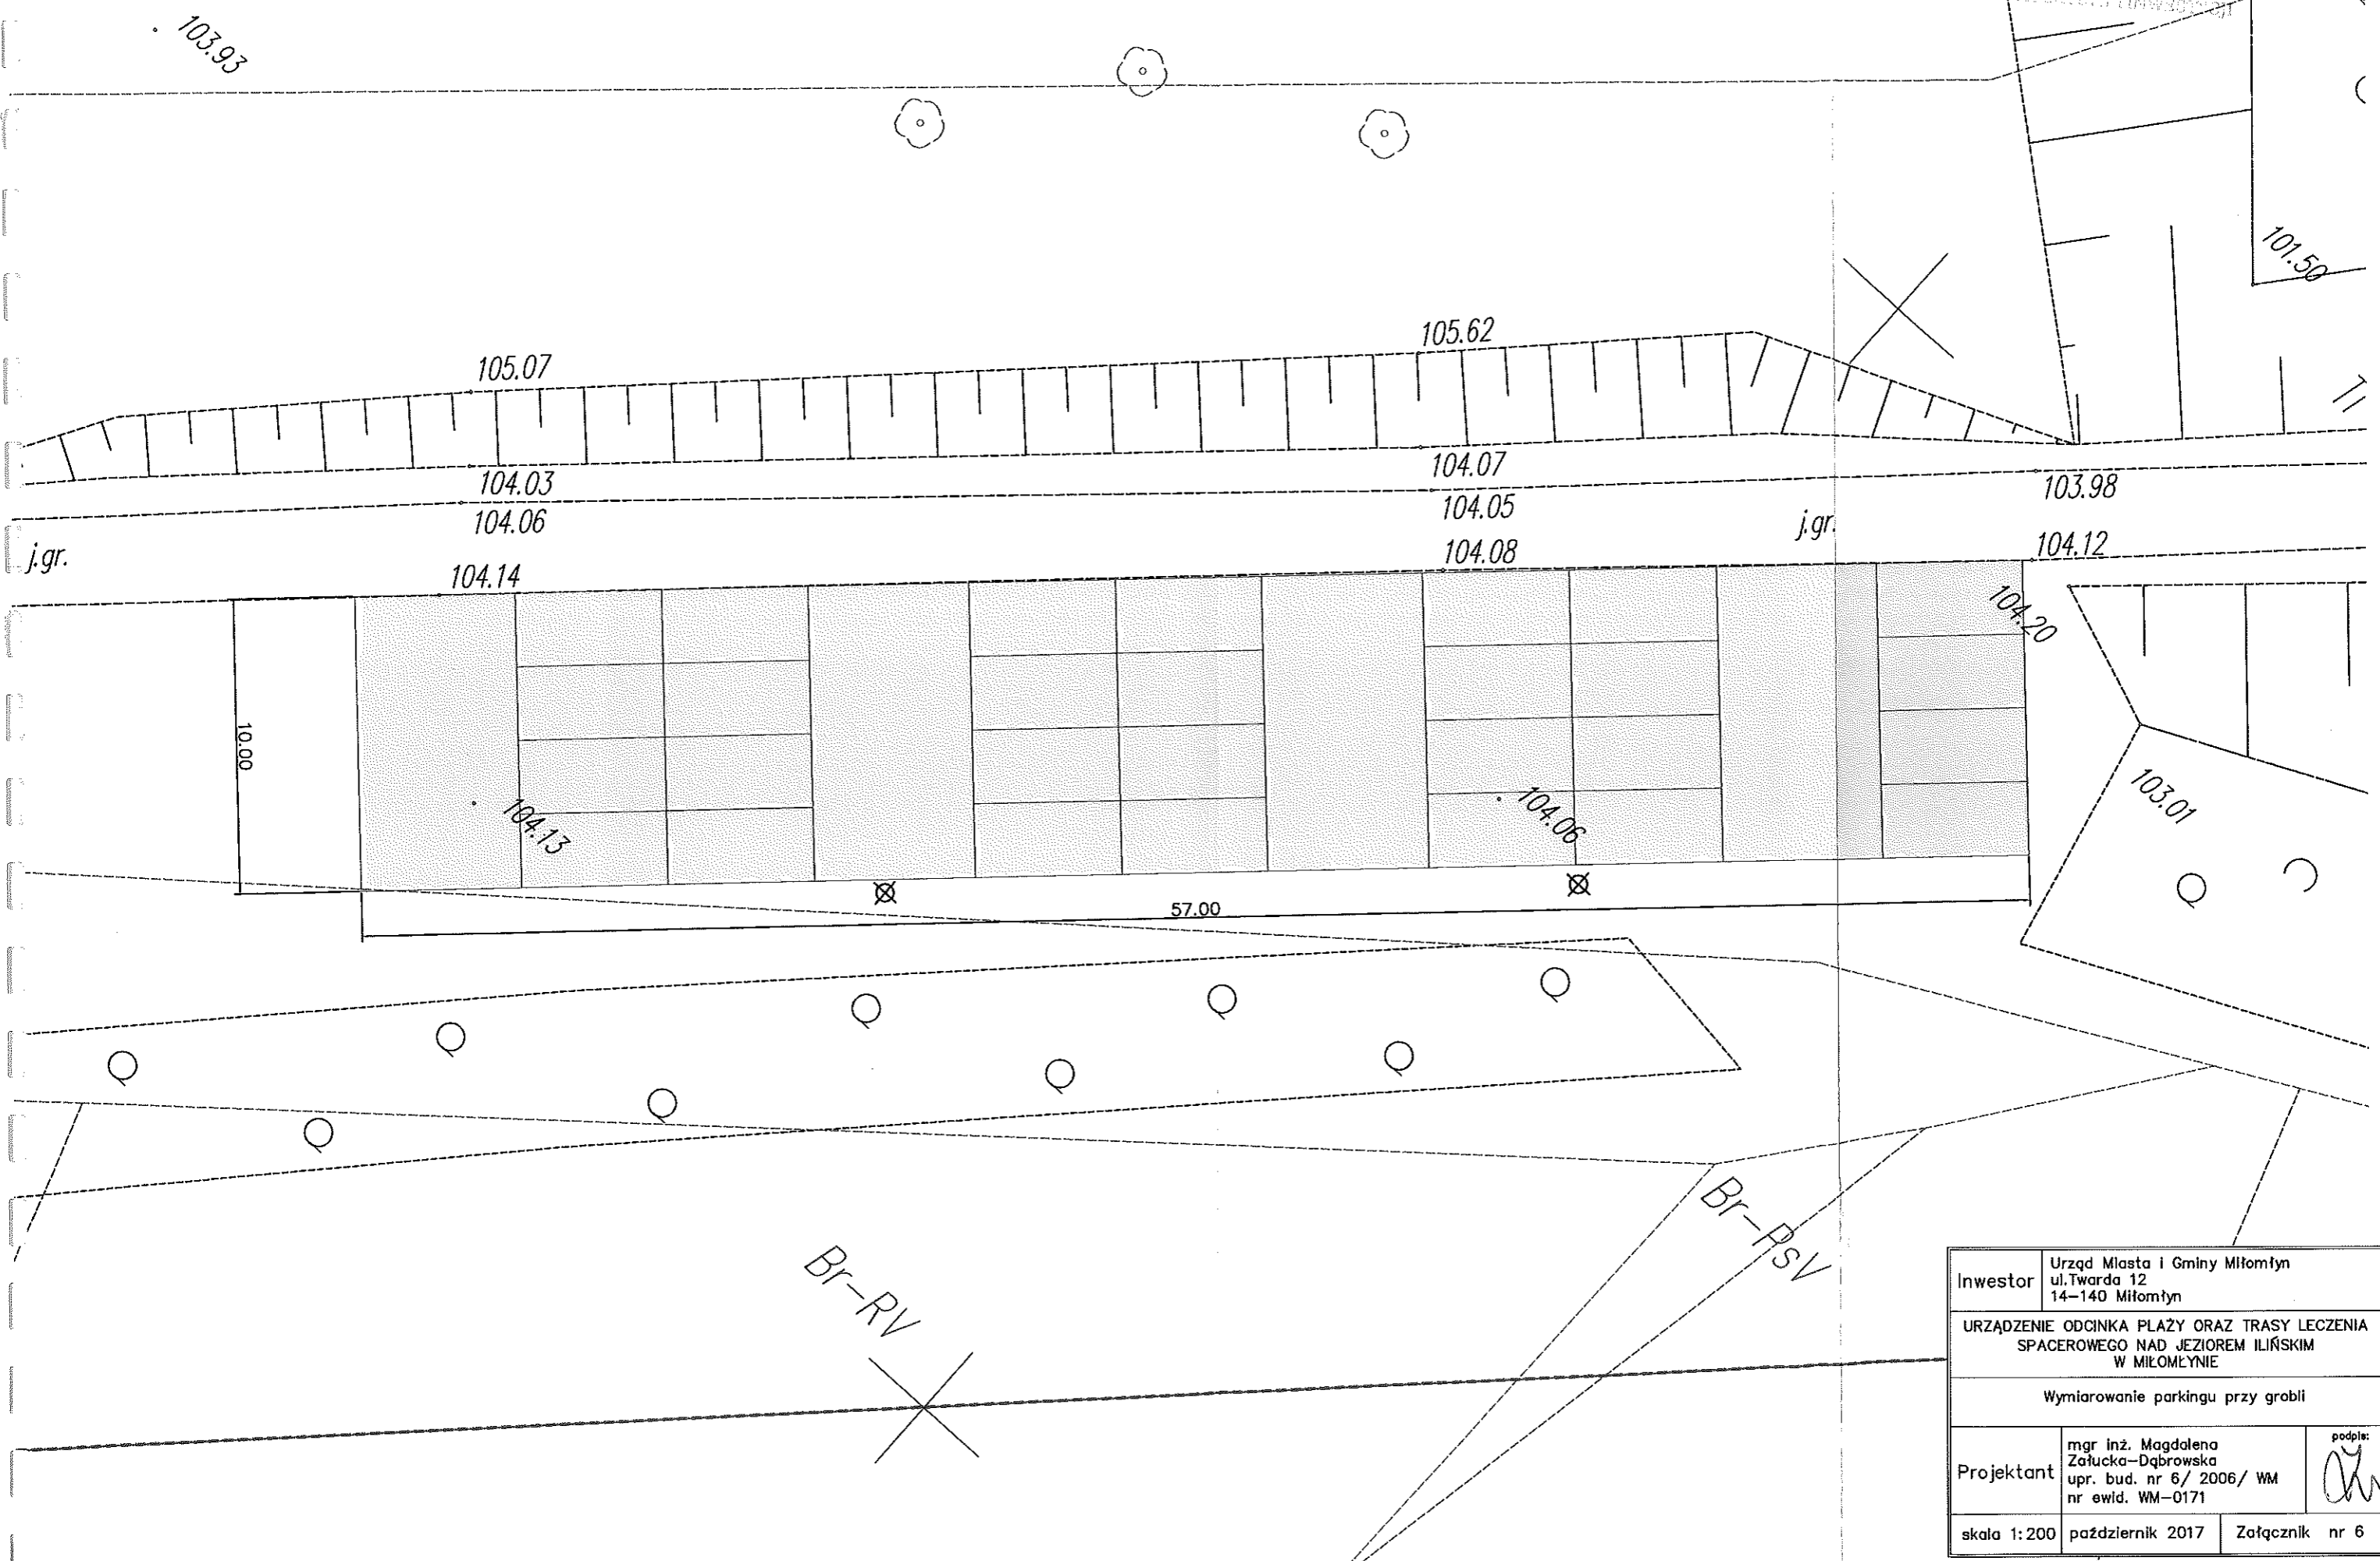 103.93
101.50
105.62
105.07
104.03
104.07
103.98
104.06
104.05
j.gr.
j.gr.
104.14
104.08
104.12
104.20
10.00
104.13
104.06
103.01
57.00
Br-RV
Br-PsV
Inwestor
Urząd Miasta i Gminy Miłomłyn
ul.Twarda 12
14-140 Miłomłyn
URZĄDZENIE ODCINKA PLAŻY ORAZ TRASY LECZENIA
SPACEROWEGO NAD JEZIOREM ILIŃSKIM
W MIŁOMŁYNIE
Wymiarowanie parkingu przy grobli
Projektant
mgr inż. Magdalena
Załucka-Dąbrowska
upr. bud. nr 6/ 2006/ WM
nr ewid. WM-0171
podpis:
skala 1:200
październik 2017
Załącznik nr 6